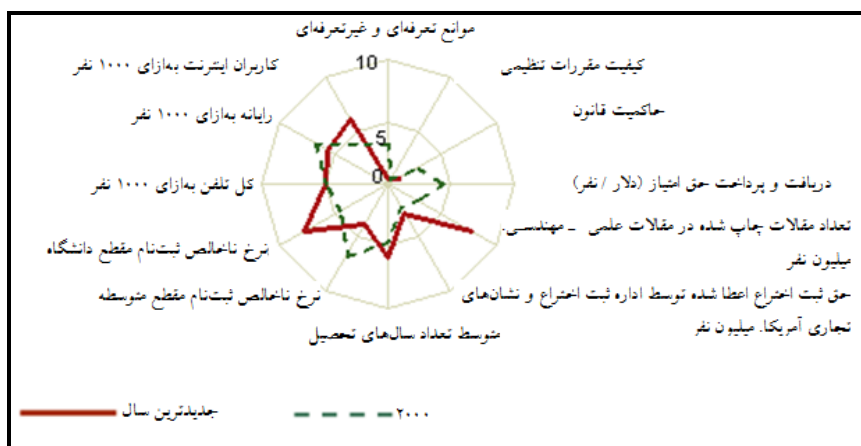 موانع تعرفه‌ای و غیرتعرفه‌ای
کیفیت مقررات تنظیمی
حاکمیت قانون
دریافت و پرداخت حق امتیاز (دلار / نفر)
تعداد مقالات چاپ شده در مقالات علمی - مهندسی.
میلیون نفر
حق ثبت اختراع اعطا شده توسط اداره ثبت اختراع و نشان‌های
تجاری آمریکا. میلیون نفر
متوسط تعداد سال‌های تحصیل
نرخ ناخالص ثبت‌نام مقطع متوسطه
نرخ ناخالص ثبت‌نام مقطع دانشگاه
کل تلفن به‌ازای ۱۰۰۰ نفر
رایانه به‌ازای ۱۰۰۰ نفر
کاربران اینترنت به‌ازای ۱۰۰۰ نفر
10
5
0
۲۰۰۰
جدیدترین سال